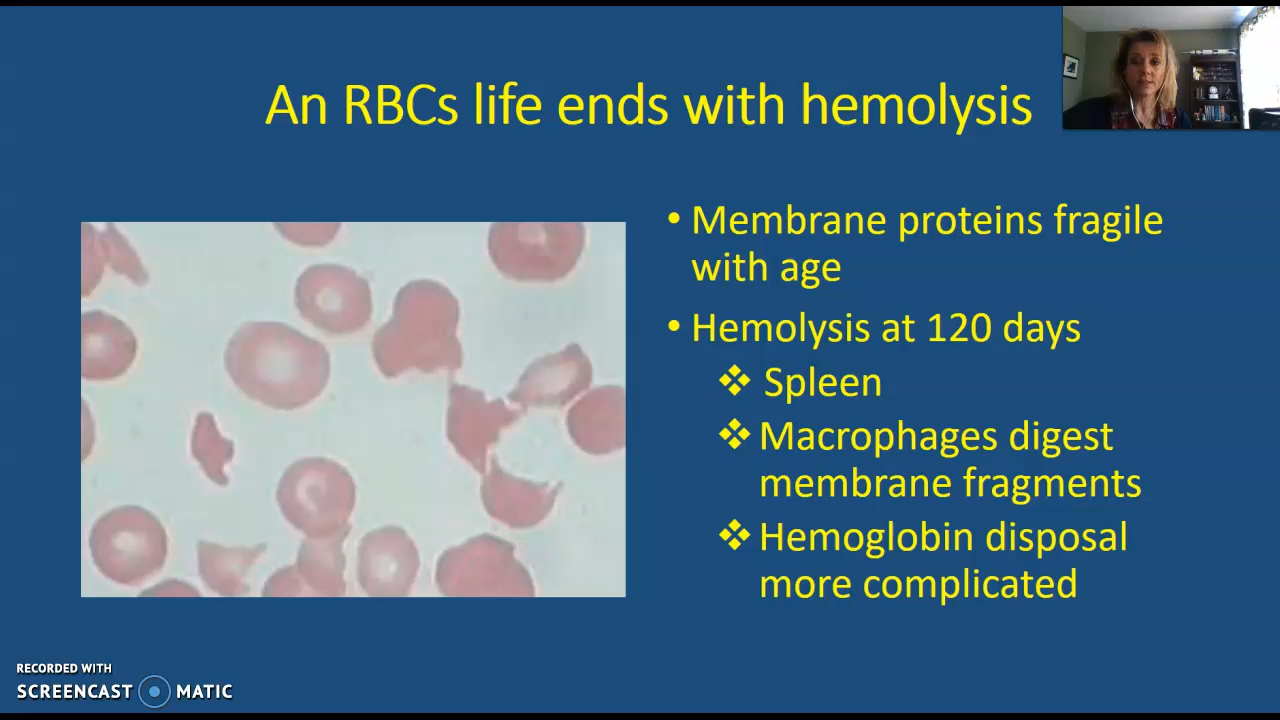 An RBCs life ends with hemolysis
• Membrane proteins fragile
with age
• Hemolysis at 120 days
❖ Spleen
❖ Macrophages digest
membrane fragments
❖ Hemoglobin disposal
more complicated
RECORDED WITH
SCREENCAST MATIC